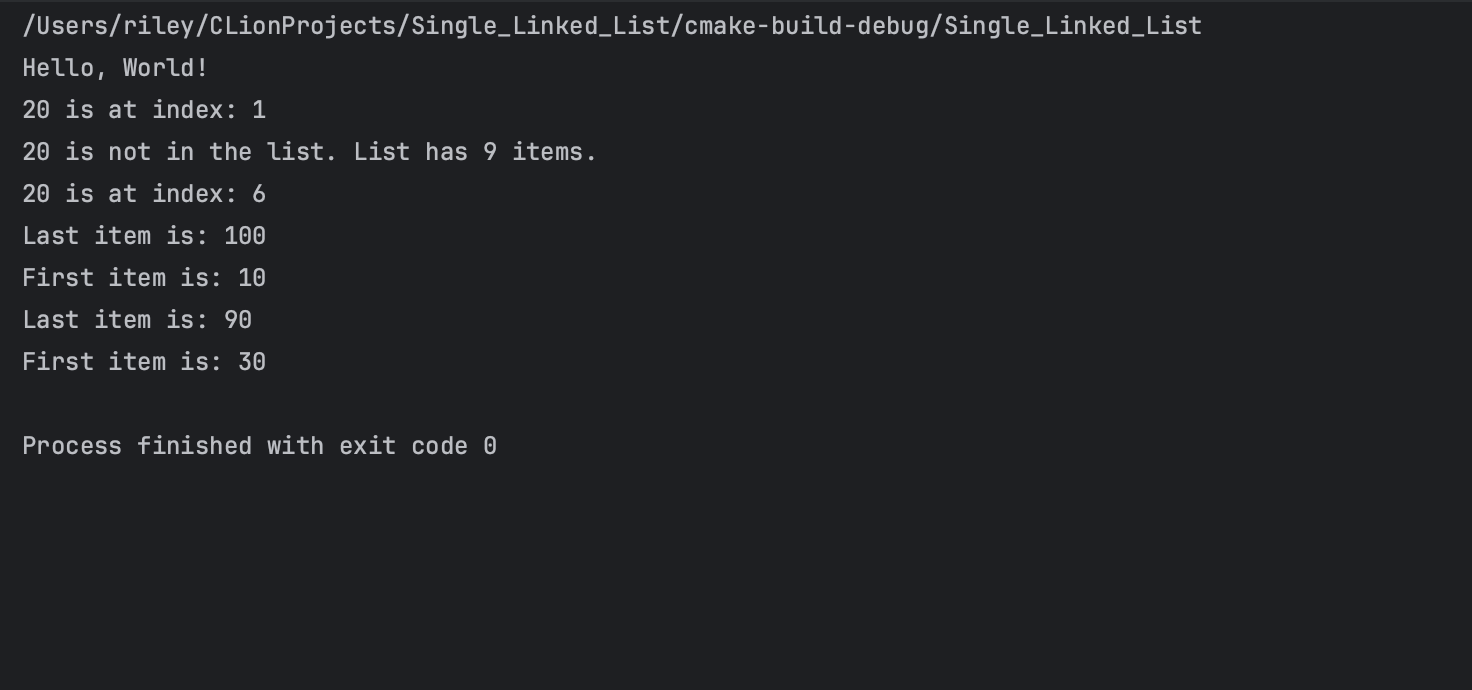 /Users/riley/CLionProjects/Single_Linked_List/cmake-build-debug/Single_Linked_List
Hello, World!
20 is at index: 1
20 is not in the list. List has 9 items.
20 is at index: 6
Last item is: 100
First item is: 10
Last item is: 90
First item is: 30
Process finished with exit code 0